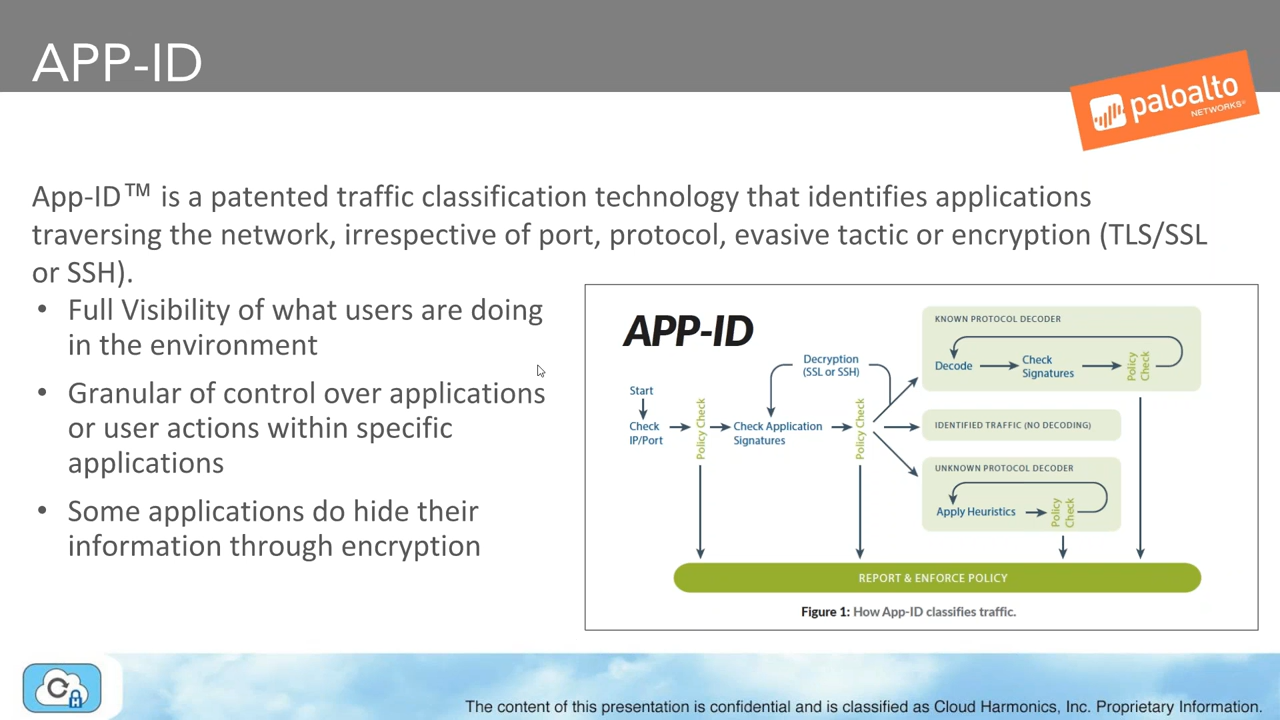 APP-ID
paloalto
NETWORKS®
App-ID™ is a patented traffic classification technology that identifies applications
traversing the network, irrespective of port, protocol, evasive tactic or encryption (TLS/SSL
or SSH).
• Full Visibility of what users are doing
in the environment
• Granular of control over applications
or user actions within specific
applications
• Some applications do hide their
information through encryption
APP-ID
Start
Check
IP/Port
Policy Check
Decryption
(SSL or SSH)
Check Application
Signatures
Policy Check
KNOWN PROTOCOL DECODER
Decode
Check
Signatures
Policy
Check
IDENTIFIED TRAFFIC (NO DECODING)
UNKNOWN PROTOCOL DECODER
Apply Heuristics
Policy
Check
REPORT & ENFORCE POLICY
Figure 1: How App-ID classifies traffic.
H
The content of this presentation is confidential and is classified as Cloud Harmonics, Inc. Proprietary Information.